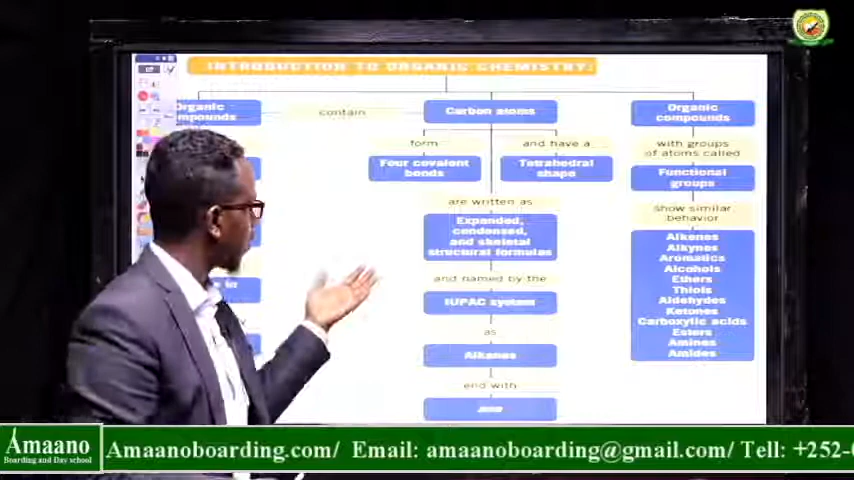 INTRODUCTION TO ORGANIC CHEMISTRY:
Organic
mpounds
contain
Carbon atoms
Organic
compounds
form
and have a
with groups
of atoms called
Four covalent
bonds
Tetrahedral
shape
Functional
groups
are written as
show similar
behavior
Expanded,
condensed,
and skeletal
structural formulas
Alkenes
Alkynes
Aromatics
Alcohols
Ethers
Thiols
Aldehydes
Ketones
Carboxylic acids
Esters
Amines
Amides
and named by the
IUPAC system
as
Alkanes
end with
-ane
Amaano
Boarding and Day school
Amaanoboarding.com/ Email: amaanoboarding@gmail.com/ Tell: +252-